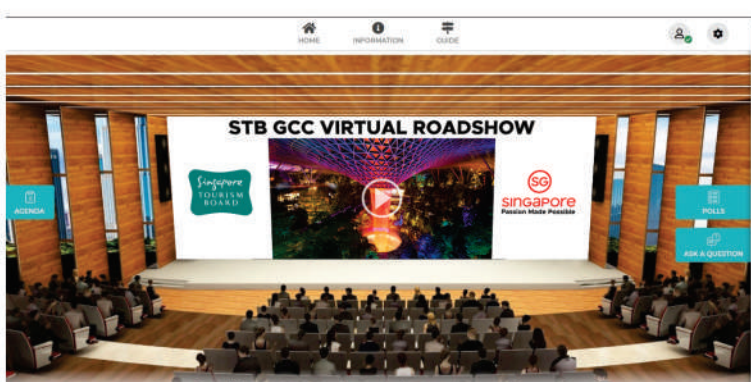 HOME
INFORMATION
GUIDE
STB GCC VIRTUAL ROADSHOW
Singapore
TOURISM
BOARD
SG
SINGAPORE
Passion Made Possible
AGENDA
POLLS
ASK A QUESTION